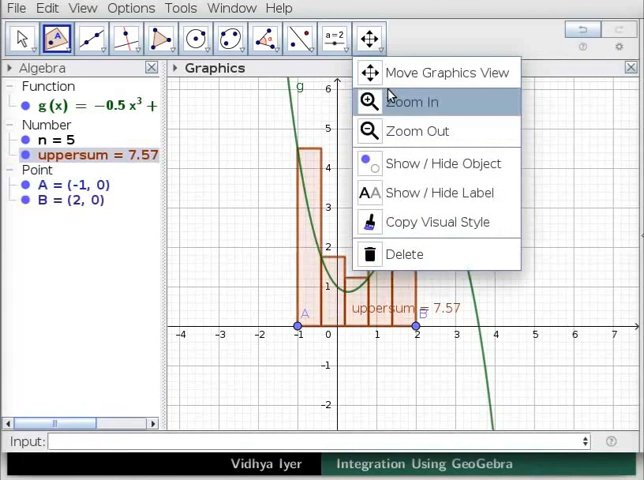 File Edit View Options Tools Window Help
a=2
Algebra
Graphics
Function
g(x) = −0.5 x³ +
Number
n = 5
uppersum = 7.57
Point
A = (-1, 0)
B = (2, 0)
Move Graphics View
Zoom In
Zoom Out
Show / Hide Object
AA Show / Hide Label
Copy Visual Style
Delete
g
6
5
4
3
2
1
uppersum = 7.57
A
B
−4 −3 −2 −1 0 1 2 3 4 5 6 7
−1
−2
Input:
Vidhya Iyer Integration Using GeoGebra